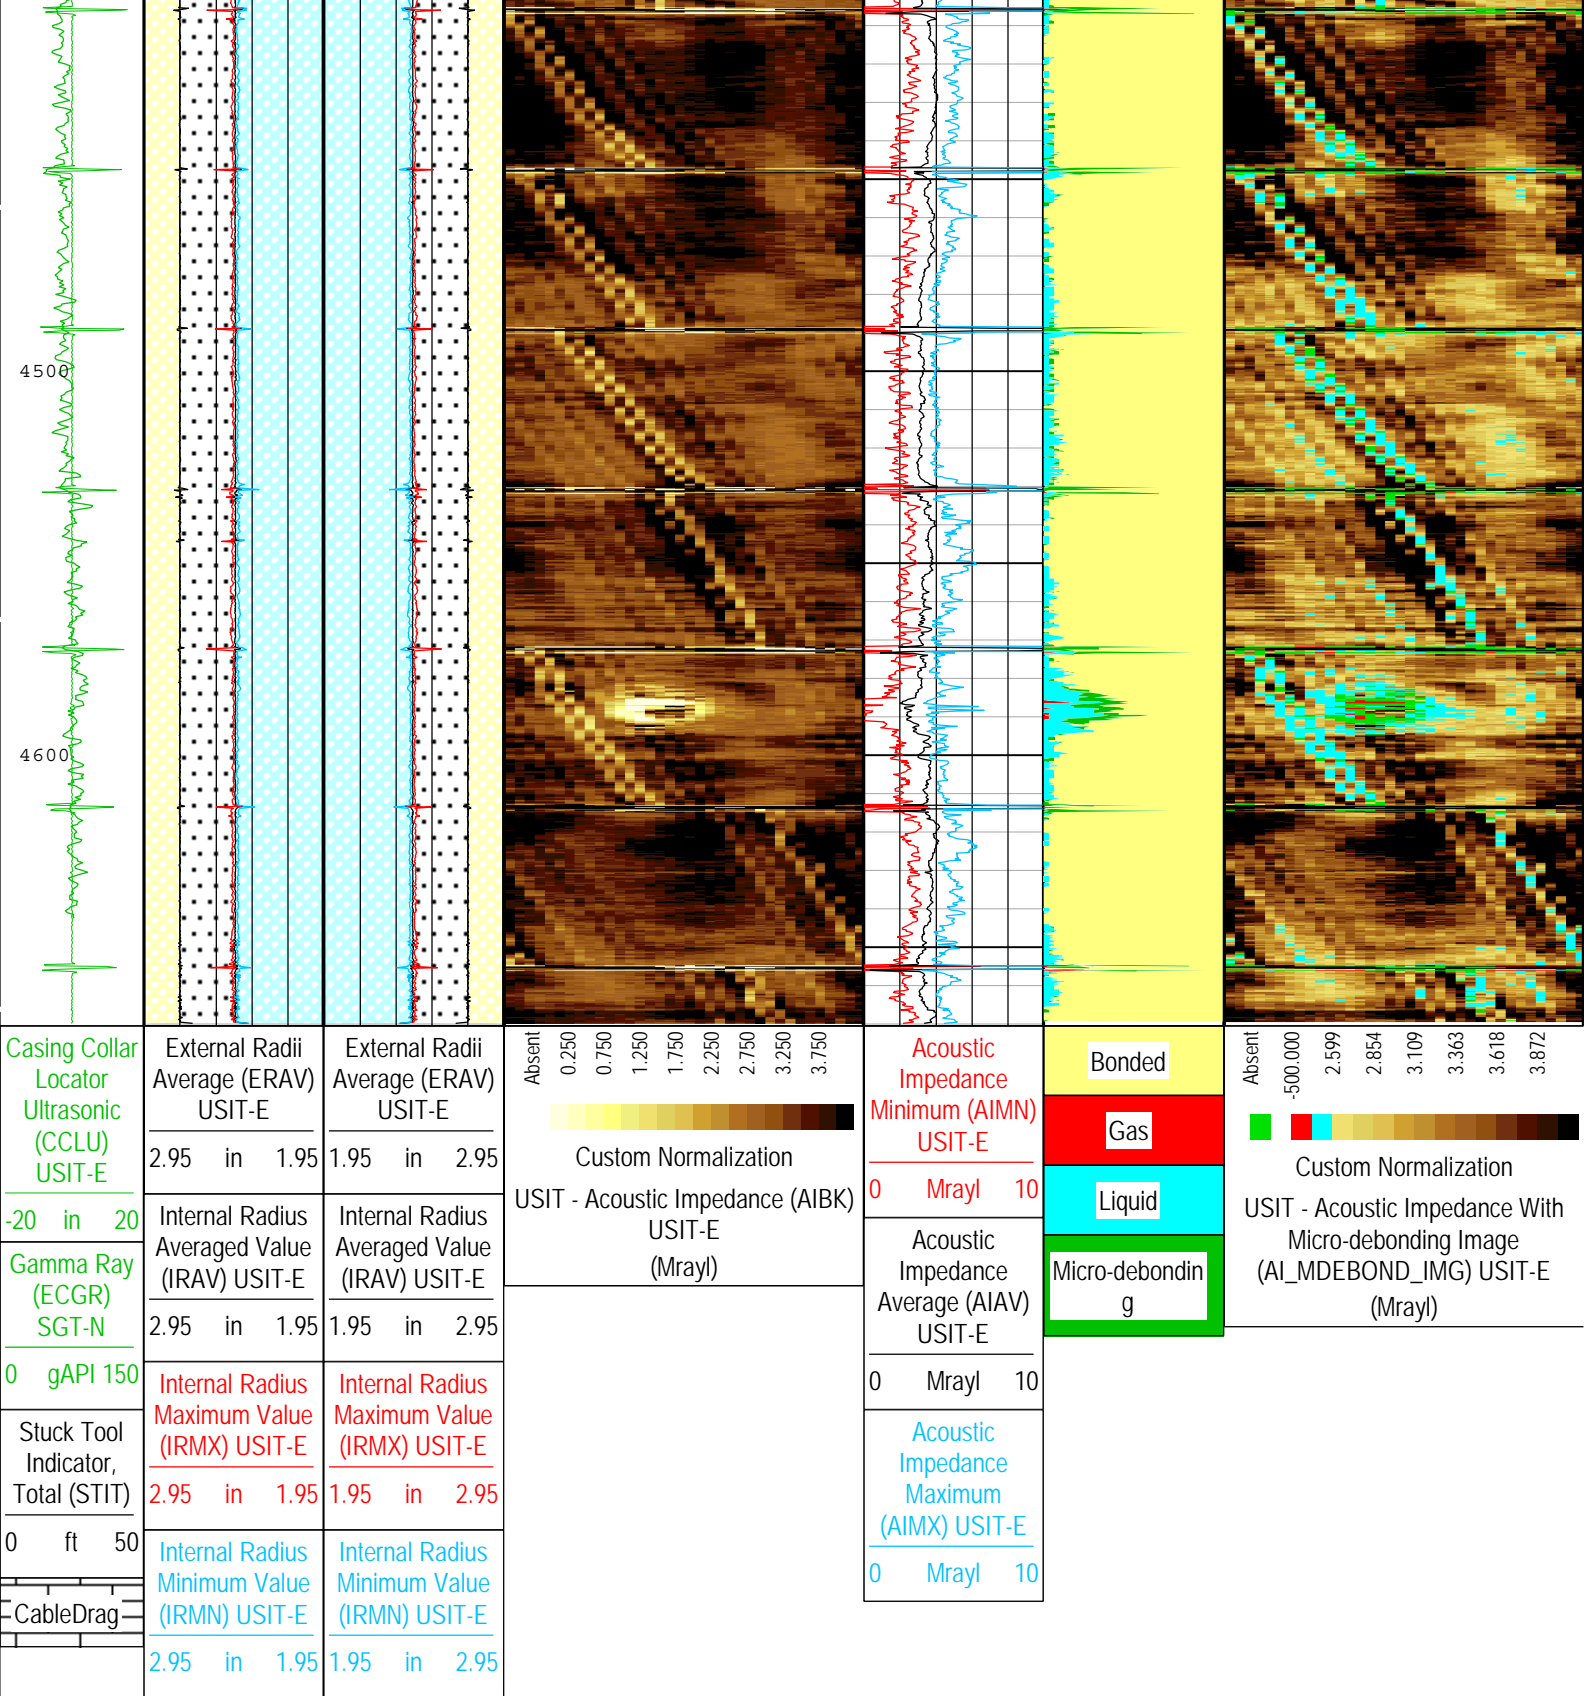 4500
4600
Casing Collar
Locator
Ultrasonic
(CCLU)
USIT-E
-20 in 20
Gamma Ray
(ECGR)
SGT-N
0 gAPI 150
Stuck Tool
Indicator,
Total (STIT)
0 ft 50
CableDrag
External Radii
Average (ERAV)
USIT-E
2.95 in 1.95
Internal Radius
Averaged Value
(IRAV) USIT-E
2.95 in 1.95
Internal Radius
Maximum Value
(IRMX) USIT-E
2.95 in 1.95
Internal Radius
Minimum Value
(IRMN) USIT-E
2.95 in 1.95
External Radii
Average (ERAV)
USIT-E
1.95 in 2.95
Internal Radius
Averaged Value
(IRAV) USIT-E
1.95 in 2.95
Internal Radius
Maximum Value
(IRMX) USIT-E
1.95 in 2.95
Internal Radius
Minimum Value
(IRMN) USIT-E
1.95 in 2.95
Absent
0.250
0.750
1.250
1.750
2.250
2.750
3.250
3.750
Custom Normalization
USIT - Acoustic Impedance (AIBK)
USIT-E
(Mrayl)
Acoustic
Impedance
Minimum (AIMN)
USIT-E
0 Mrayl 10
Acoustic
Impedance
Average (AIAV)
USIT-E
0 Mrayl 10
Acoustic
Impedance
Maximum
(AIMX) USIT-E
0 Mrayl 10
Bonded
Gas
Liquid
Micro-debondin
g
Absent
-500.000
2.599
2.854
3.109
3.363
3.618
3.872
Custom Normalization
USIT - Acoustic Impedance With
Micro-debonding Image
(AI_MDEBOND_IMG) USIT-E
(Mrayl)